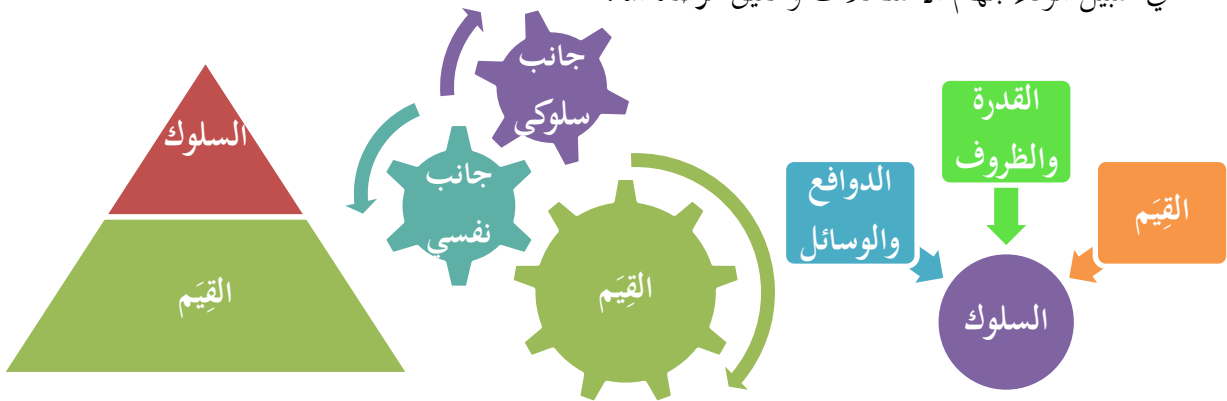 القدرة
والظروف
الدوافع
والوسائل
القِيَم
السلوك
جانب
سلوكي
جانب
نفسي
القِيَم
السلوك
القِيَم